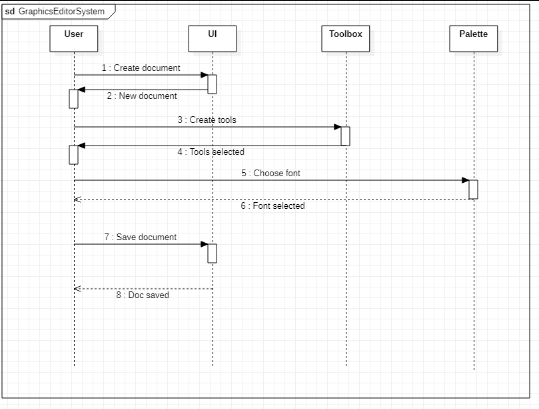 sd GraphicsEditorSystem
User UI Toolbox Palette
1 : Create document
2 : New document
3 : Create tools
4 : Tools selected
5 : Choose font
6 : Font selected
7 : Save document
8 : Doc saved